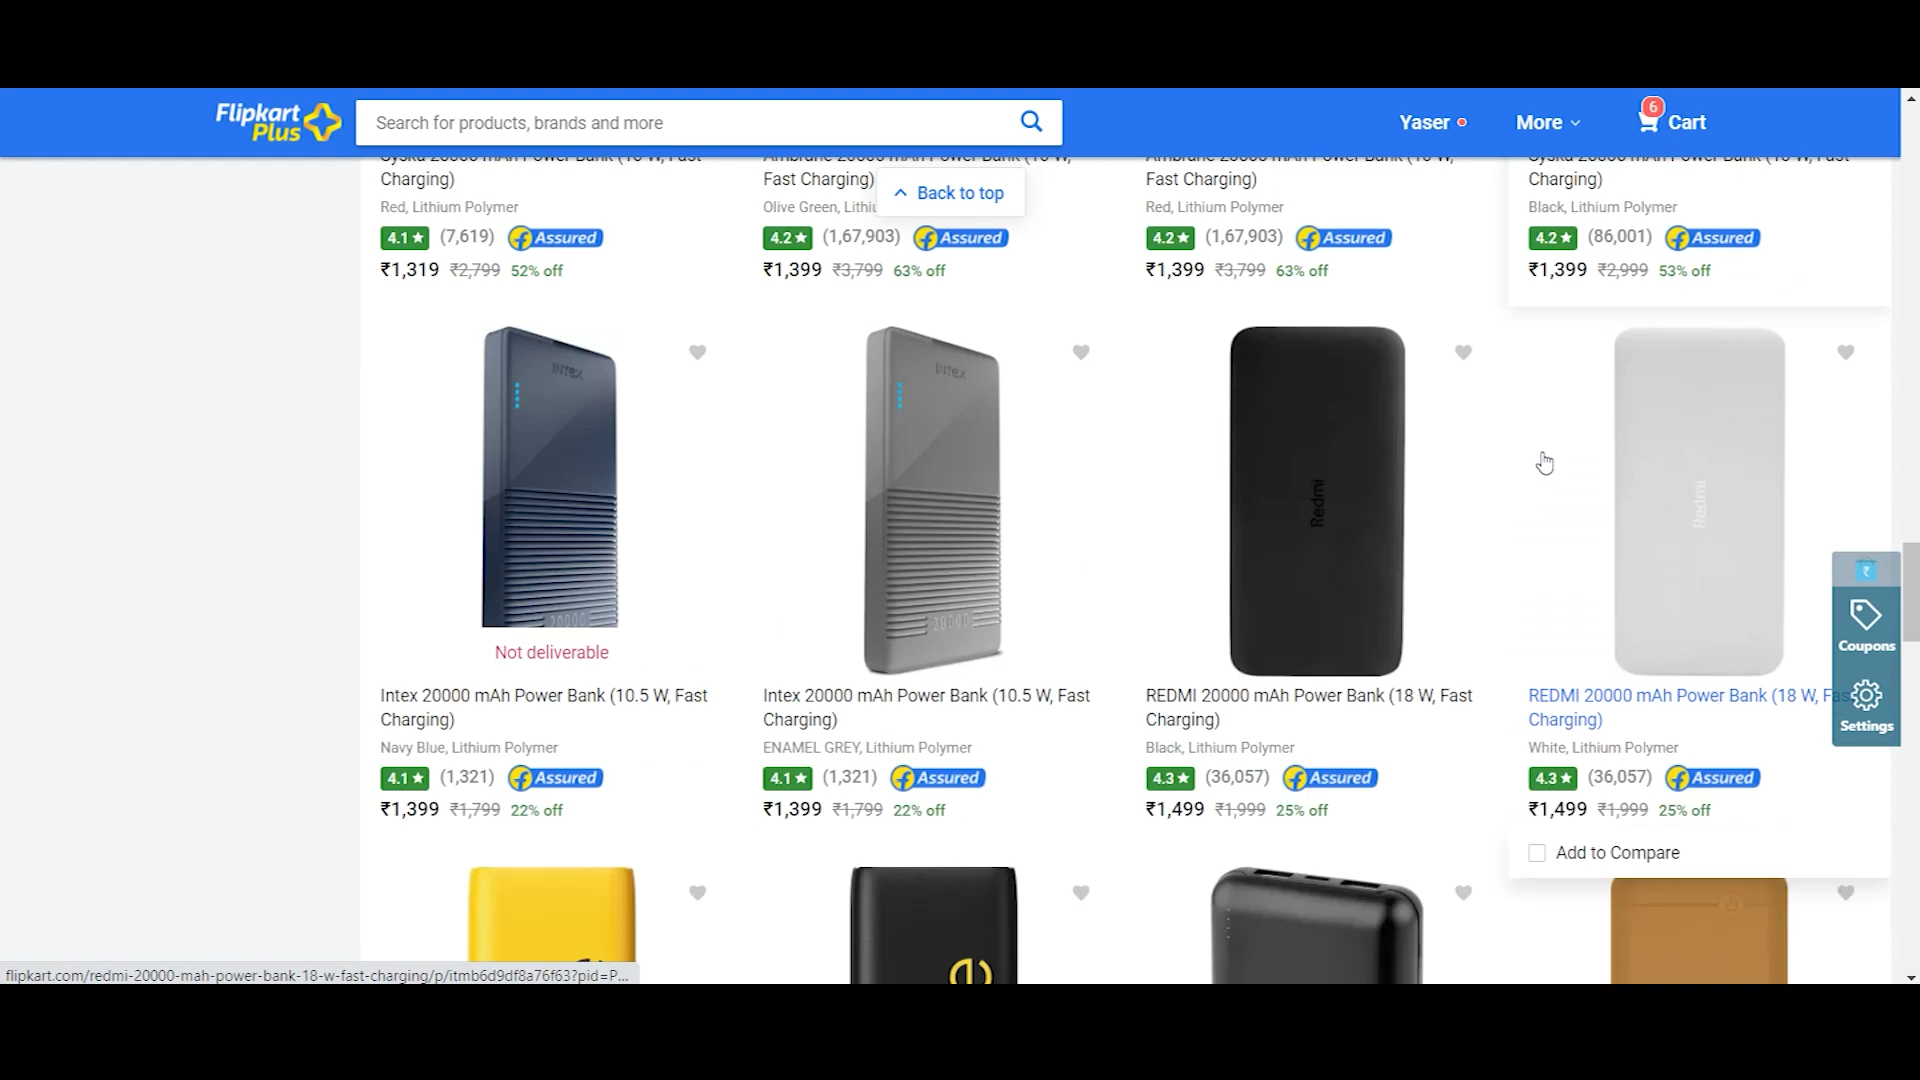 Flipkart
Plus
Search for products, brands and more
Yaser
More
6
Cart
Syska 20000 mAh Power Bank (18 W, Fast
Charging)
Red, Lithium Polymer
4.1★ (7,619) Assured
₹1,319 ₹2,799 52% off
Ambrane 20000 mAh Power Bank (18 W,
Fast Charging)
Olive Green,
4.2★ (1,67,903) Assured
₹1,399 ₹3,799 63% off
Back to top
Ambrane 20000 mAh Power Bank (18 W,
Fast Charging)
Red, Lithium Polymer
4.2★ (1,67,903) Assured
₹1,399 ₹3,799 63% off
Syska 20000 mAh Power Bank (18 W, Fast
Charging)
Black, Lithium Polymer
4.2★ (86,001) Assured
₹1,399 ₹2,999 53% off
INTEX
20000
Not deliverable
Intex 20000 mAh Power Bank (10.5 W, Fast
Charging)
Navy Blue, Lithium Polymer
4.1★ (1,321) Assured
₹1,399 ₹1,799 22% off
INTEX
20000
Intex 20000 mAh Power Bank (10.5 W, Fast
Charging)
ENAMEL GREY, Lithium Polymer
4.1★ (1,321) Assured
₹1,399 ₹1,799 22% off
Redmi
REDMI 20000 mAh Power Bank (18 W, Fast
Charging)
Black, Lithium Polymer
4.3★ (36,057) Assured
₹1,499 ₹1,999 25% off
Redmi
REDMI 20000 mAh Power Bank (18 W, Fast
Charging)
White, Lithium Polymer
4.3★ (36,057) Assured
₹1,499 ₹1,999 25% off
Add to Compare
₹
Coupons
Settings
flipkart.com/redmi-20000-mah-power-bank-18-w-fast-charging/p/itmb6d9df8a76f63?pid=P...